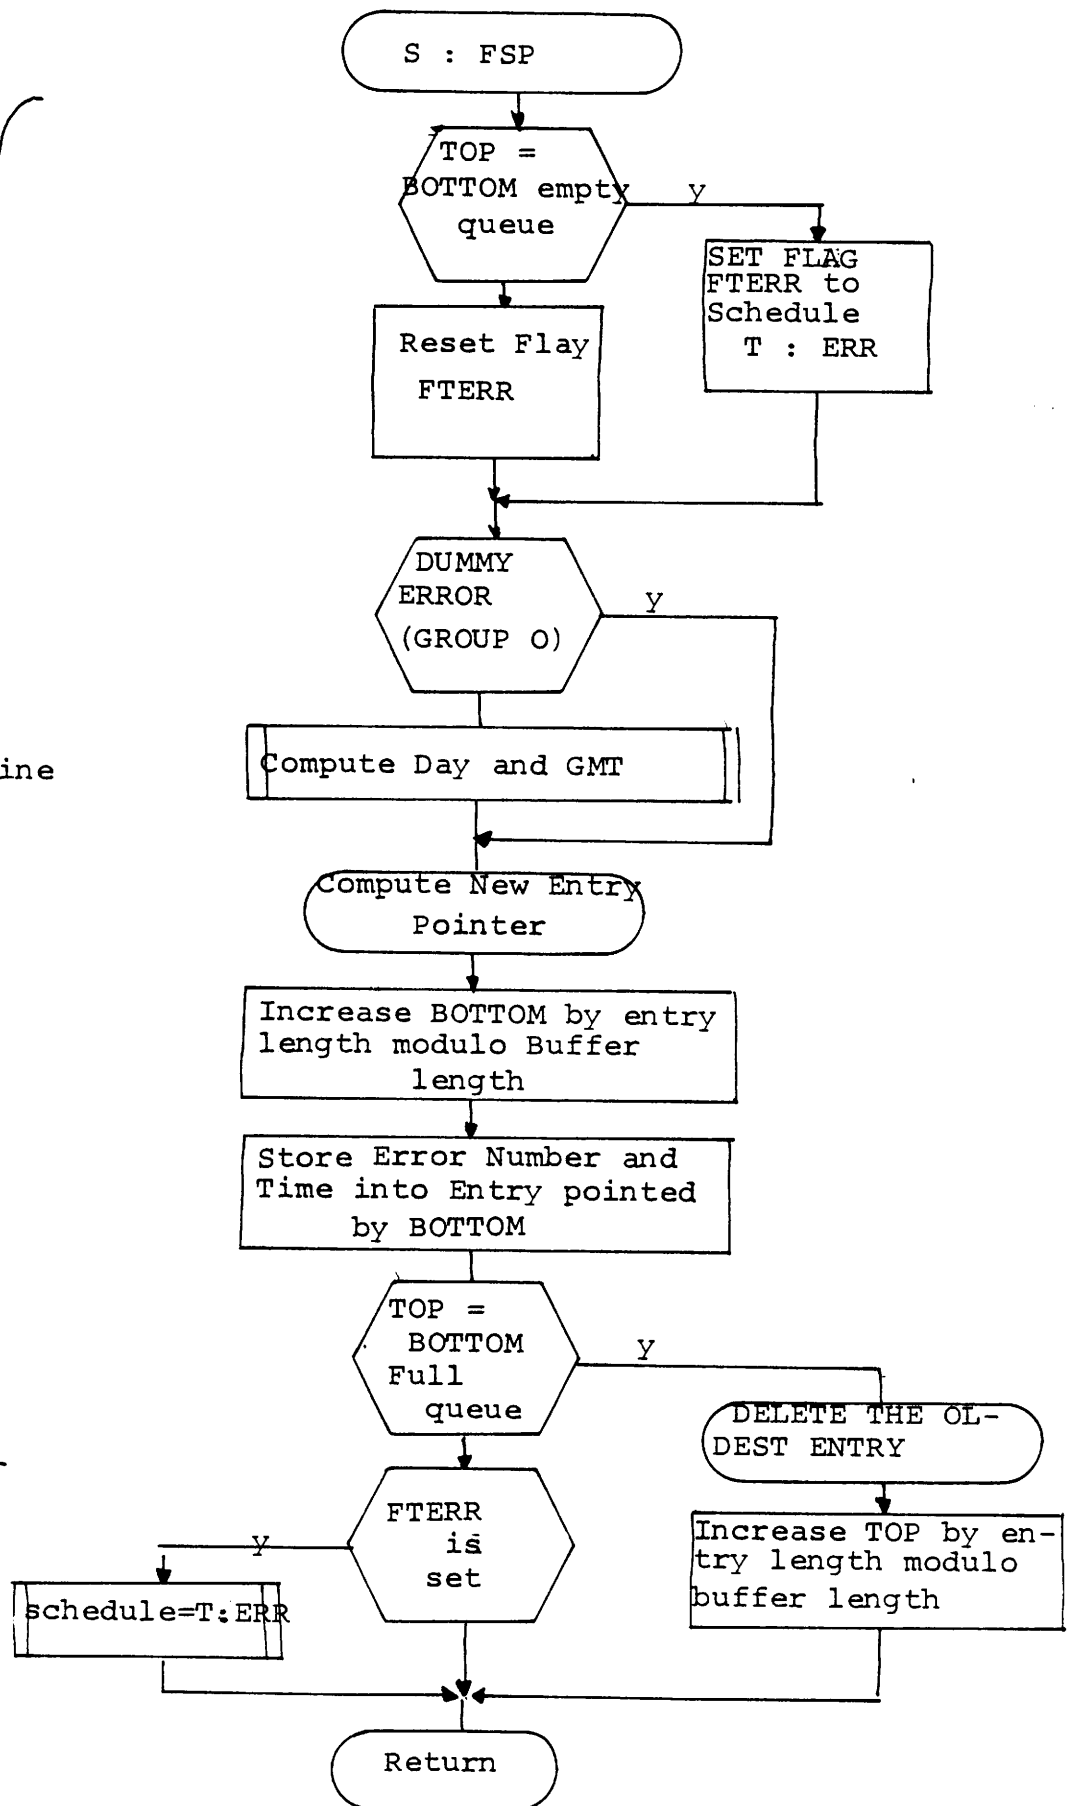 S : FSP
TOP =
BOTTOM empty
queue
y
SET FLAG
FTERR to
Schedule
T : ERR
Reset Flay
FTERR
DUMMY
ERROR
(GROUP O)
y
ine
Compute Day and GMT
Compute New Entry
Pointer
Increase BOTTOM by entry
length modulo Buffer
length
Store Error Number and
Time into Entry pointed
by BOTTOM
TOP =
BOTTOM
Full
queue
y
DELETE THE OL-
DEST ENTRY
Increase TOP by en-
try length modulo
buffer length
FTERR
is
set
y
schedule=T:ERR
Return